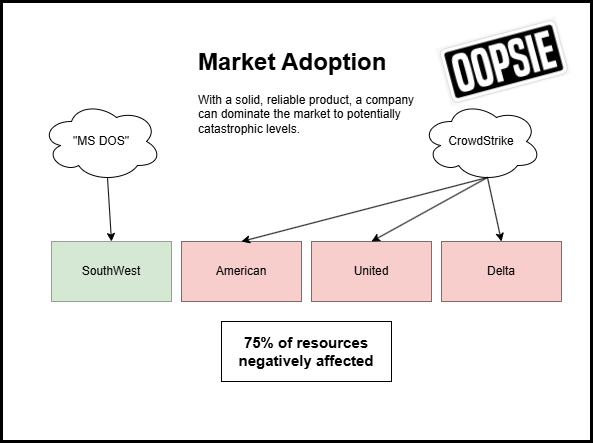 Market Adoption
OOPSIE
With a solid, reliable product, a company
can dominate the market to potentially
catastrophic levels.
"MS DOS"
CrowdStrike
SouthWest
American
United
Delta
75% of resources
negatively affected